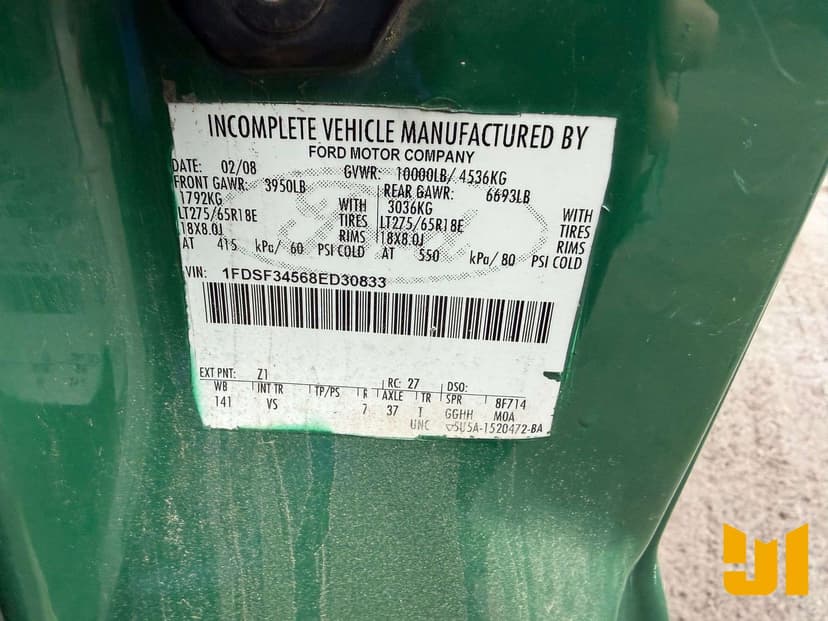 INCOMPLETE VEHICLE MANUFACTURED BY
FORD MOTOR COMPANY
DATE: 02/08 GVWR: 10000LB/ 4536KG
FRONT GAWR: 3950LB REAR GAWR: 6693LB
1792KG WITH 3036KG WITH
LT275/65R18E TIRES LT275/65R18E TIRES
18X8.0J RIMS 18X8.0J RIMS
AT 415 kPa/ 60 PSI COLD AT 550 kPa/ 80 PSI COLD
VIN: 1FDSF34568ED30833
EXT PNT: Z1 RC: 27 DSO:
WB INT TR TP/PS R AXLE TR SPR 8F714
141 VS 7 37 T GGHH MOA
UNC 5U5A-1520472-BA